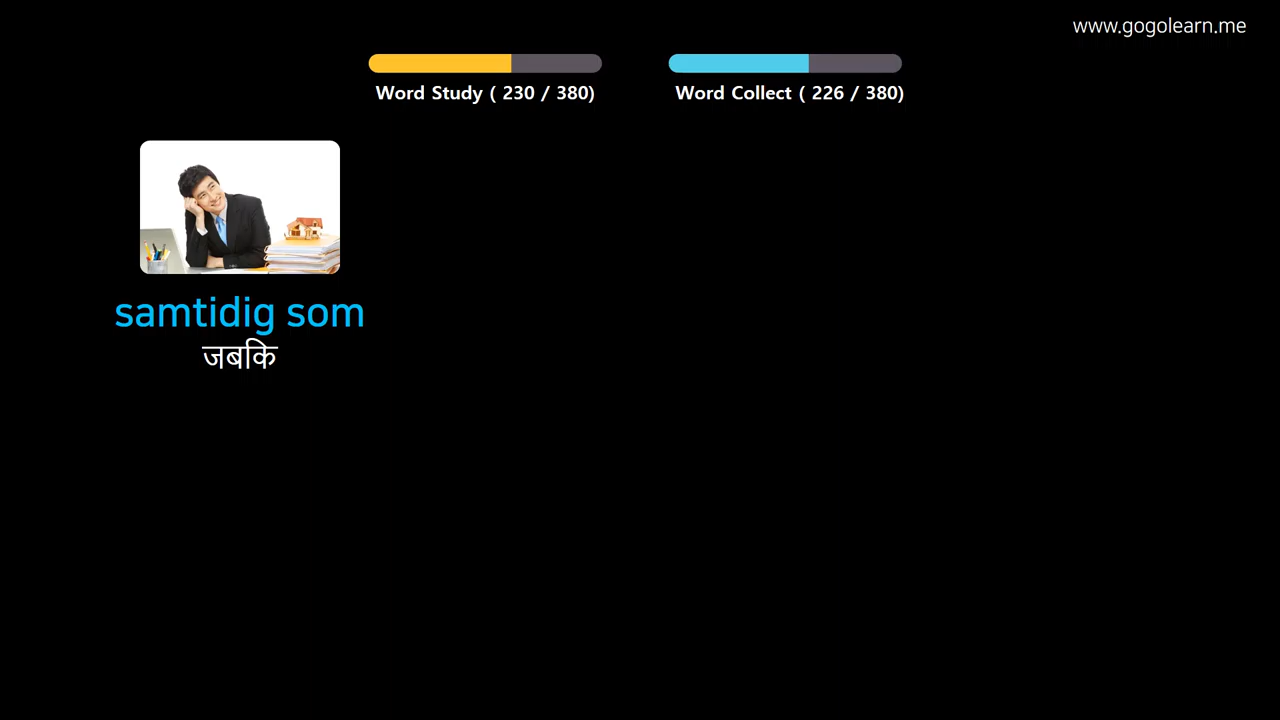 www.gogolearn.me
Word Study ( 230 / 380)
Word Collect ( 226 / 380)
samtidig som
जबकि